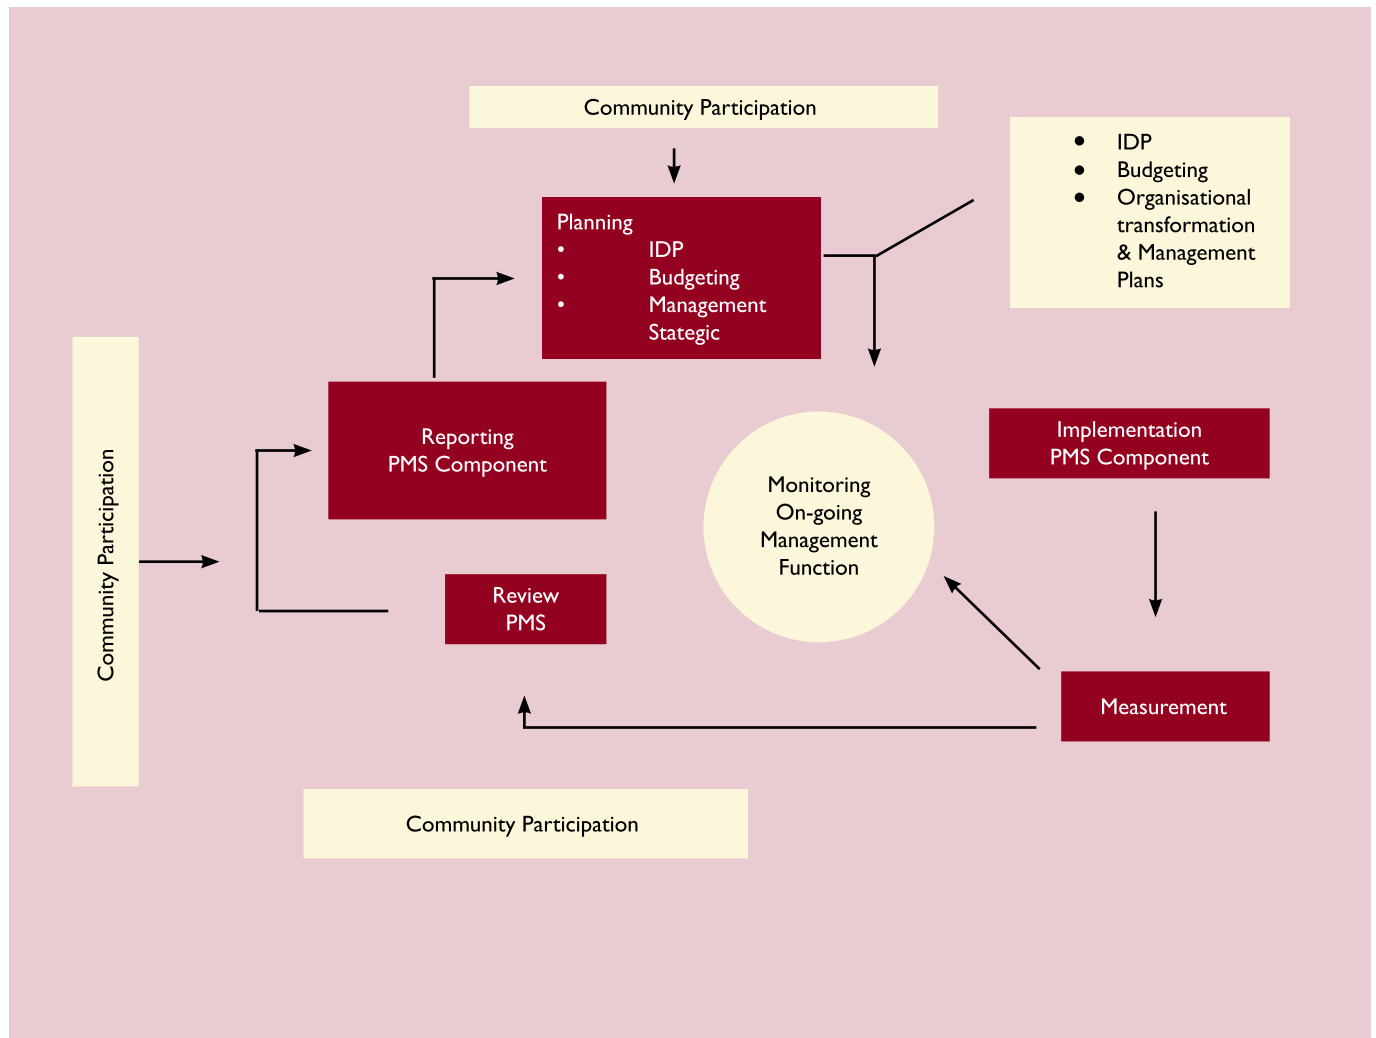 Community Participation
• IDP
• Budgeting
• Organisational
transformation
& Management
Plans
Planning
• IDP
• Budgeting
• Management
Stategic
Reporting
PMS Component
Implementation
PMS Component
Monitoring
On-going
Management
Function
Community Participation
Review
PMS
Measurement
Community Participation